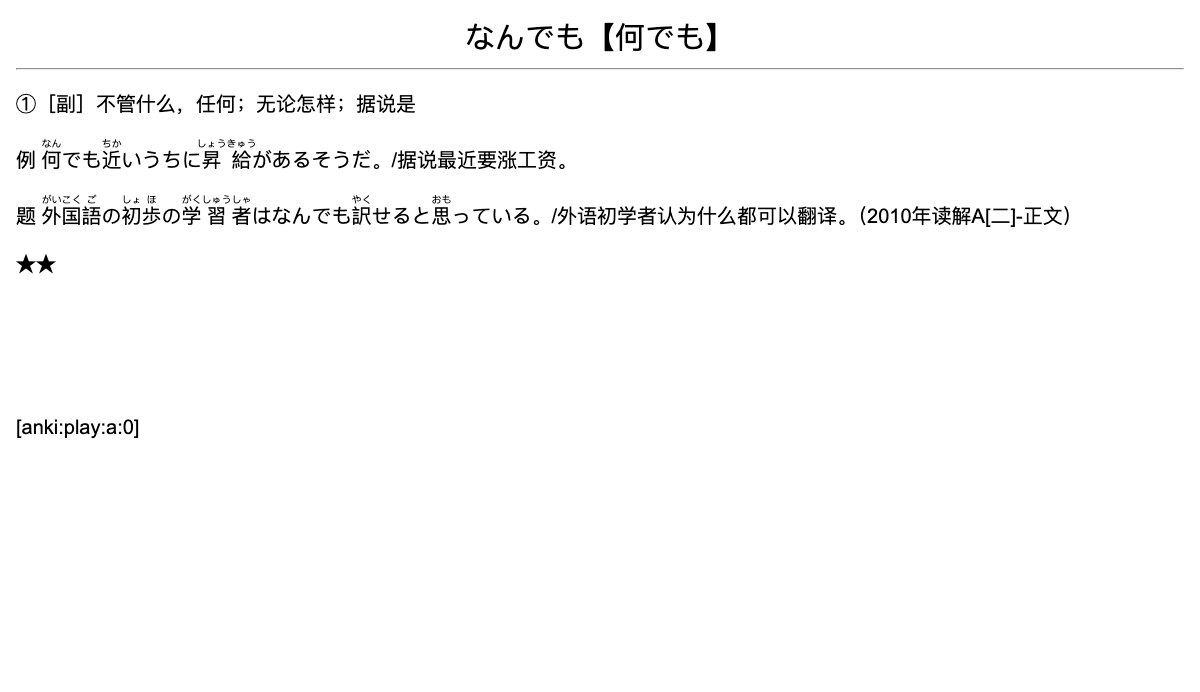 なんでも【何でも】
①［副］不管什么，任何；无论怎样；据说是
なん ちか しょうきゅう
例 何でも近いうちに昇給があるそうだ。/据说最近要涨工资。
がいこく ご しょ ほ がくしゅうしゃ やく おも
题 外国語の初歩の学習者はなんでも訳せると思っている。/外语初学者认为什么都可以翻译。（2010年读解A[二]-正文）
★★
[anki:play:a:0]